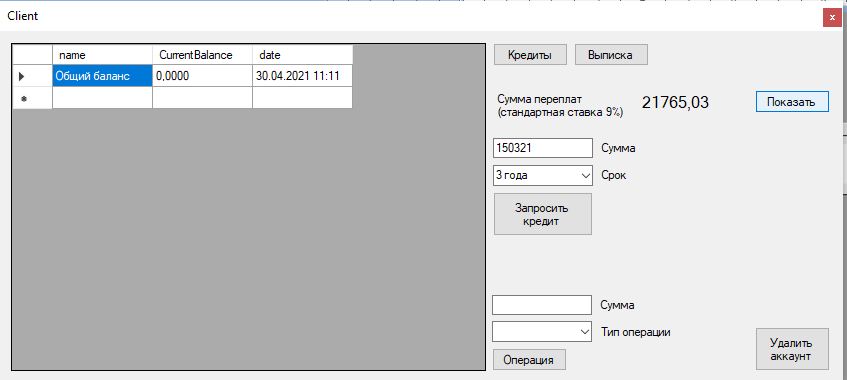 Client
x
name CurrentBalance date
Общий баланс 0,0000 30.04.2021 11:11
Кредиты Выписка
Сумма переплат
(стандартная ставка 9%)
21765,03
Показать
150321 Сумма
3 года Срок
Запросить
кредит
Сумма
Тип операции
Операция
Удалить
аккаунт